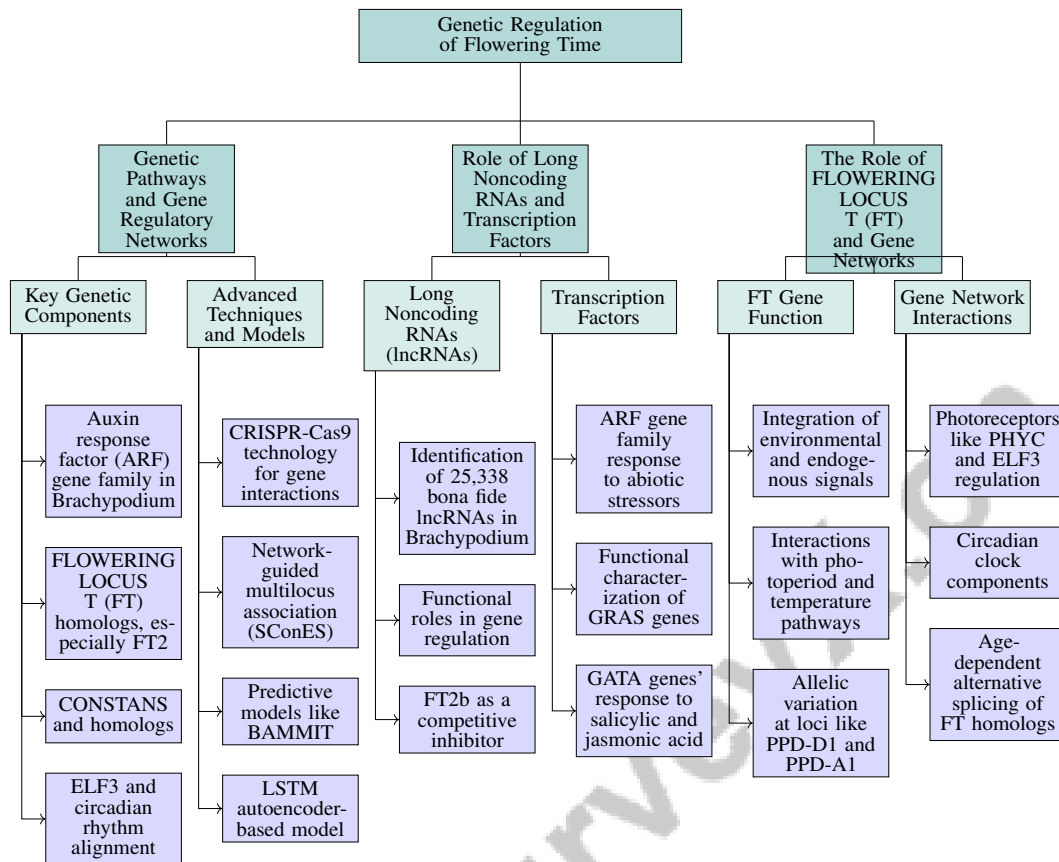 Genetic Regulation
of Flowering Time
Genetic
Pathways
and Gene
Regulatory
Networks
Role of Long
Noncoding
RNAs and
Transcription
Factors
The Role of
FLOWERING
LOCUS
T (FT)
and Gene
Networks
Key Genetic
Components
Advanced
Techniques
and Models
Long
Noncoding
RNAs
(lncRNAs)
Transcription
Factors
FT Gene
Function
Gene Network
Interactions
Auxin
response
factor (ARF)
gene family in
Brachypodium
FLOWERING
LOCUS
T (FT)
homologs, es-
pecially FT2
CONSTANS
and homologs
ELF3 and
circadian
rhythm
alignment
CRISPR-Cas9
technology
for gene
interactions
Network-
guided
multilocus
association
(SConES)
Predictive
models like
BAMMIT
LSTM
autoencoder-
based model
Identification
of 25,338
bona fide
lncRNAs in
Brachypodium
Functional
roles in gene
regulation
FT2b as a
competitive
inhibitor
ARF gene
family
response
to abiotic
stressors
Functional
character-
ization of
GRAS genes
GATA genes'
response to
salicylic and
jasmonic acid
Integration of
environmental
and endoge-
nous signals
Interactions
with pho-
toperiod and
temperature
pathways
Allelic
variation
at loci like
PPD-D1 and
PPD-A1
Photoreceptors
like PHYC
and ELF3
regulation
Circadian
clock
components
Age-
dependent
alternative
splicing of
FT homologs